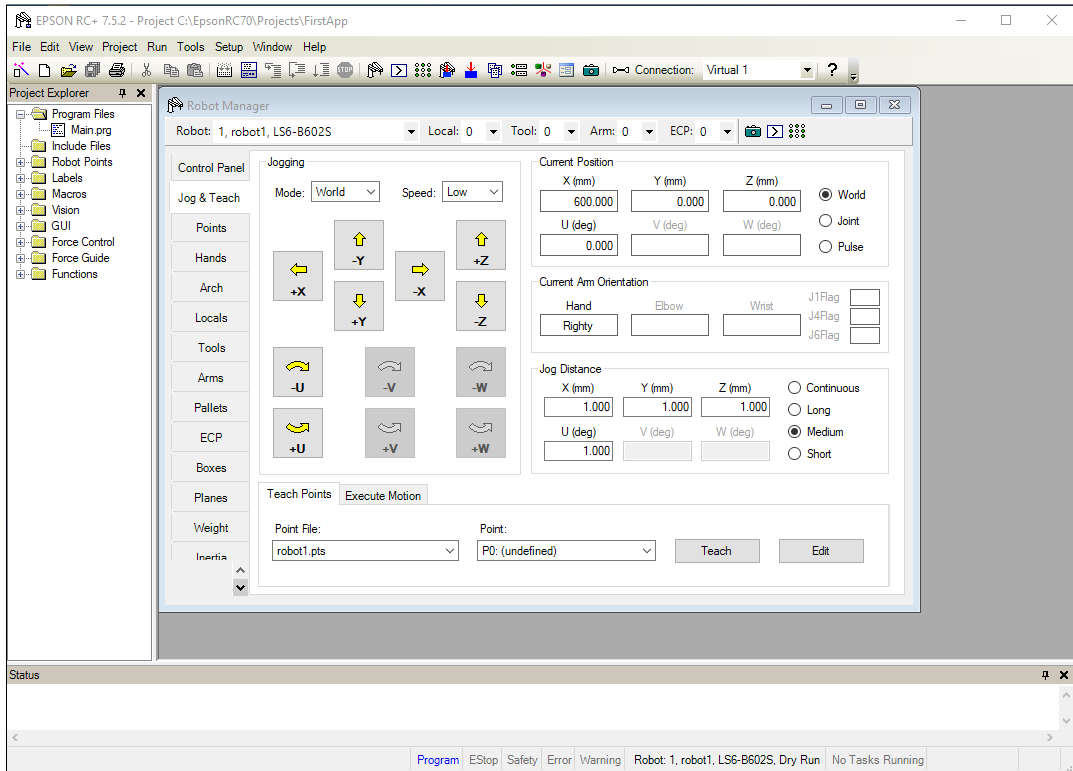 EPSON RC+ 7.5.2 - Project C:\EpsonRC70\Projects\FirstApp
File Edit View Project Run Tools Setup Window Help
STOP Connection: Virtual 1 ?
Project Explorer
Program Files
Main.prg
Include Files
Robot Points
Labels
Macros
Vision
GUI
Force Control
Force Guide
Functions
Robot Manager
Robot: 1, robot1, LS6-B602S Local: 0 Tool: 0 Arm: 0 ECP: 0
Control Panel
Jog & Teach
Points
Hands
Arch
Locals
Tools
Arms
Pallets
ECP
Boxes
Planes
Weight
Inertia
Jogging
Mode: World Speed: Low
-Y
+Z
+X
-X
+Y
-Z
-U -V -W
+U +V +W
Current Position
X (mm) Y (mm) Z (mm)
600.000 0.000 0.000
U (deg) V (deg) W (deg)
0.000
World
Joint
Pulse
Current Arm Orientation
Hand Elbow Wrist
Righty
J1Flag
J4Flag
J6Flag
Jog Distance
X (mm) Y (mm) Z (mm)
1.000 1.000 1.000
U (deg) V (deg) W (deg)
1.000
Continuous
Long
Medium
Short
Teach Points Execute Motion
Point File: Point:
robot1.pts P0: (undefined) Teach Edit
Status
Program EStop Safety Error Warning Robot: 1, robot1, LS6-B602S, Dry Run No Tasks Running